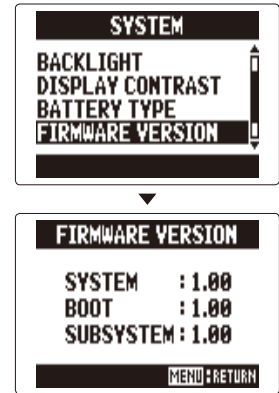 SYSTEM
BACKLIGHT
DISPLAY CONTRAST
BATTERY TYPE
FIRMWARE VERSION
FIRMWARE VERSION
SYSTEM :1.00
BOOT :1.00
SUBSYSTEM:1.00
MENU:RETURN